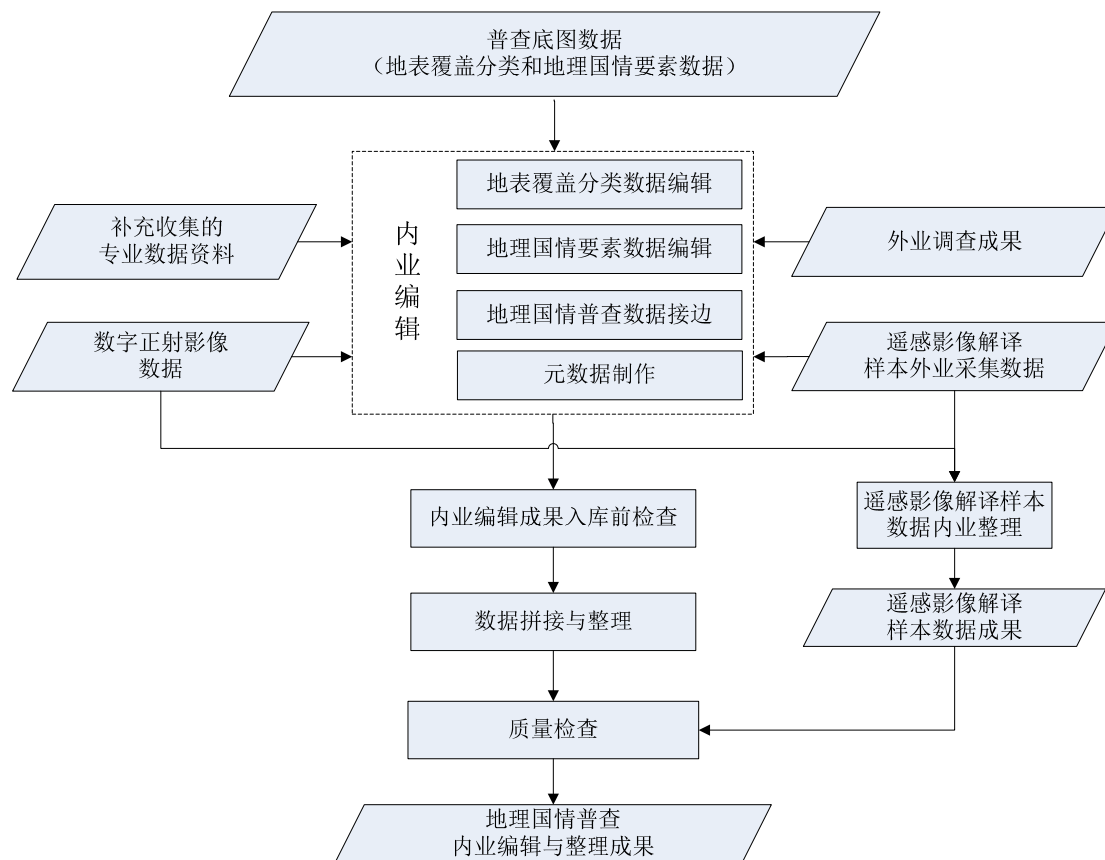 普查底图数据
（地表覆盖分类和地理国情要素数据）
内业编辑
地表覆盖分类数据编辑
地理国情要素数据编辑
地理国情普查数据接边
元数据制作
补充收集的
专业数据资料
外业调查成果
数字正射影像
数据
遥感影像解译
样本外业采集数据
内业编辑成果入库前检查
遥感影像解译样本
数据内业整理
数据拼接与整理
遥感影像解译
样本数据成果
质量检查
地理国情普查
内业编辑与整理成果